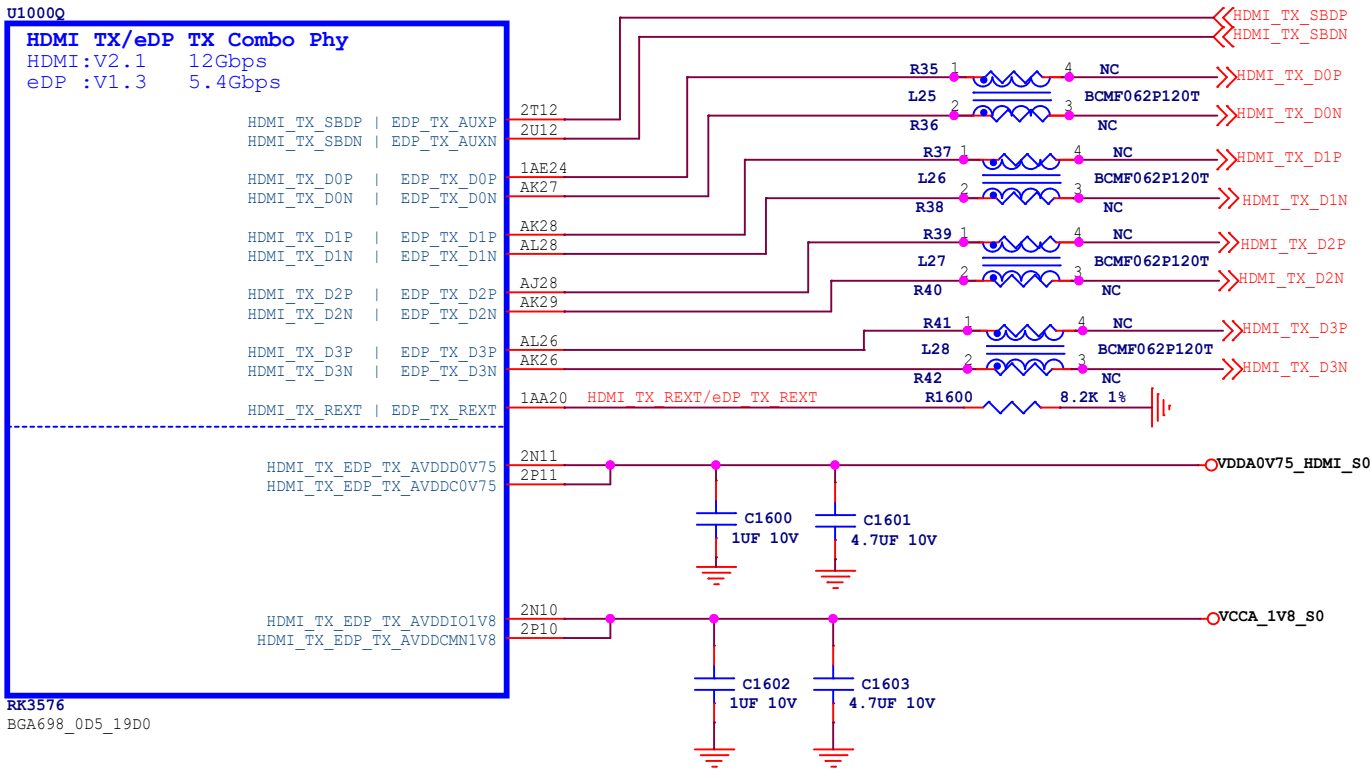 U1000Q
HDMI TX/eDP TX Combo Phy
HDMI:V2.1 12Gbps
eDP :V1.3 5.4Gbps
HDMI_TX_SBDP | EDP_TX_AUXP 2T12 HDMI_TX_SBDP
HDMI_TX_SBDN | EDP_TX_AUXN 2U12 HDMI_TX_SBDN
HDMI_TX_D0P | EDP_TX_D0P 1AE24
HDMI_TX_D0N | EDP_TX_D0N AK27
HDMI_TX_D1P | EDP_TX_D1P AK28
HDMI_TX_D1N | EDP_TX_D1N AL28
HDMI_TX_D2P | EDP_TX_D2P AJ28
HDMI_TX_D2N | EDP_TX_D2N AK29
HDMI_TX_D3P | EDP_TX_D3P AL26
HDMI_TX_D3N | EDP_TX_D3N AK26
HDMI_TX_REXT | EDP_TX_REXT 1AA20 HDMI_TX_REXT/eDP_TX_REXT R1600 8.2K 1%
R35 1 4 NC HDMI_TX_D0P
L25 BCMF062P120T
R36 2 3 NC HDMI_TX_D0N
R37 1 4 NC HDMI_TX_D1P
L26 BCMF062P120T
R38 2 3 NC HDMI_TX_D1N
R39 1 4 NC HDMI_TX_D2P
L27 BCMF062P120T
R40 2 3 NC HDMI_TX_D2N
R41 1 4 NC HDMI_TX_D3P
L28 BCMF062P120T
R42 2 3 NC HDMI_TX_D3N
HDMI_TX_EDP_TX_AVDDD0V75 2N11 VDDA0V75_HDMI_S0
HDMI_TX_EDP_TX_AVDDC0V75 2P11
C1600 C1601
1UF 10V 4.7UF 10V
HDMI_TX_EDP_TX_AVDDIO1V8 2N10 VCCA_1V8_S0
HDMI_TX_EDP_TX_AVDDCMN1V8 2P10
C1602 C1603
1UF 10V 4.7UF 10V
RK3576
BGA698_0D5_19D0